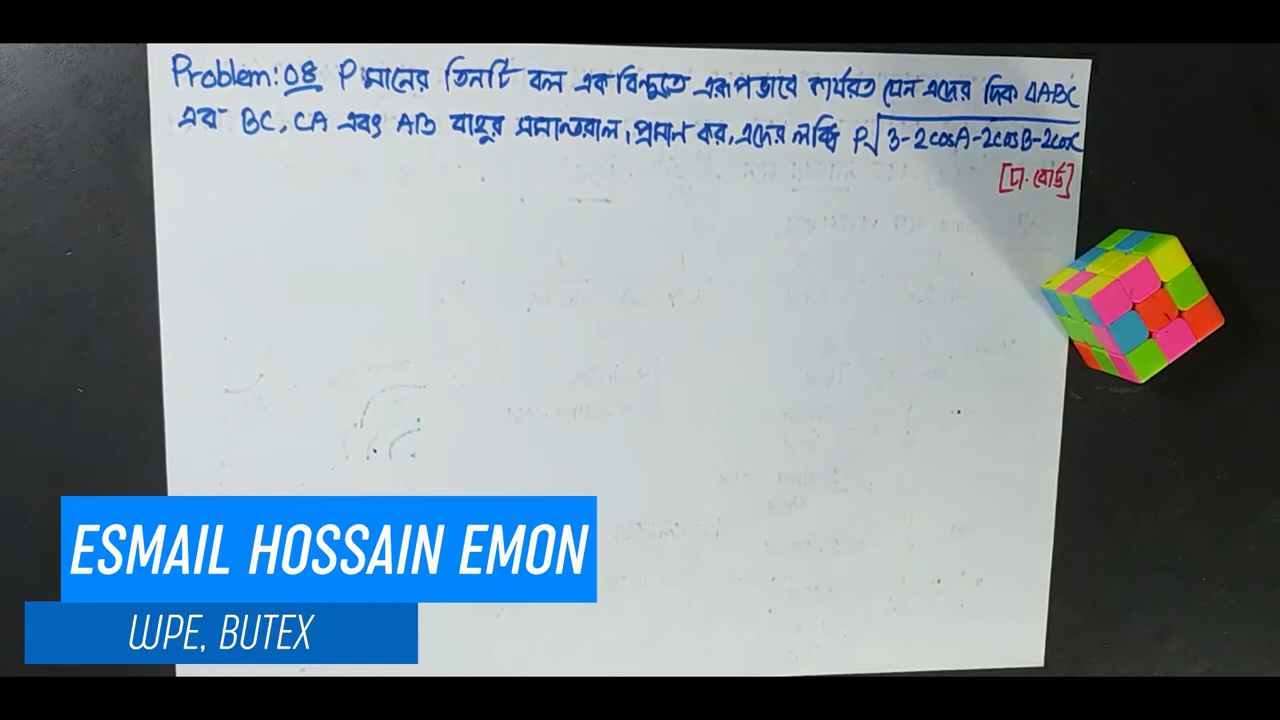 Problem: 08 P মানের তিনটি বল এক বিন্দুতে এরূপভাবে কার্যরত যেন এদের দিক ΔABC
এর BC, CA এবং AB বাহুর সমান্তরাল। প্রমাণ কর, এদের লব্ধি P√3-2cosA-2cosB-2cosC
[ঢা. বোর্ড]
ESMAIL HOSSAIN EMON
WPE, BUTEX